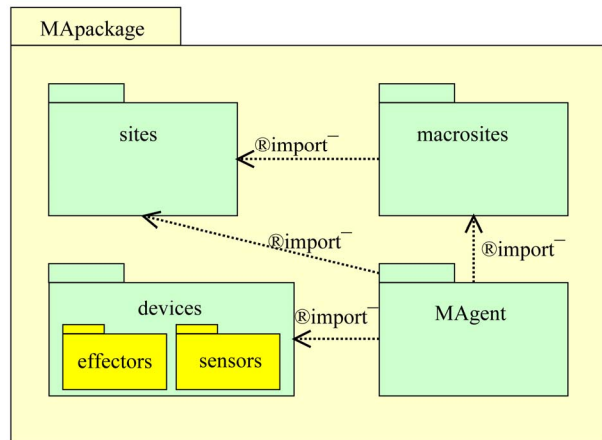 MApackage
sites
macrosites
®import¯
®import¯
®import¯
devices
®import¯
MAgent
effectors
sensors